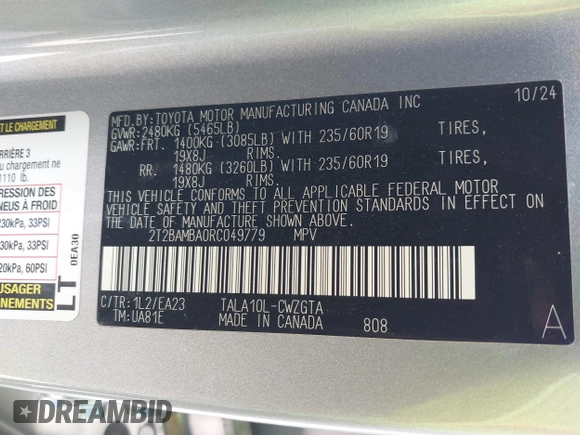 ET LE CHARGEMENT
RRIÈRE 3
u chargement ne
1110 lb.
RESSION DES
NEUS À FROID
230kPa, 33PSI
30kPa, 33PSI
20kPa, 60PSI
USAGER
NEMENTS
LT
0EA30
MFD. BY: TOYOTA MOTOR MANUFACTURING CANADA INC 10/24
GVWR: 2480KG (5465LB)
GAWR: FRT. 1400KG (3085LB) WITH 235/60R19 TIRES,
19X8J RIMS.
RR. 1480KG (3260LB) WITH 235/60R19 TIRES,
19X8J RIMS.
THIS VEHICLE CONFORMS TO ALL APPLICABLE FEDERAL MOTOR
VEHICLE SAFETY AND THEFT PREVENTION STANDARDS IN EFFECT ON
THE DATE OF MANUFACTURE SHOWN ABOVE.
2T2BAMBA0RC049779 MPV
C/TR: 1L2/EA23 TALA10L-CWZGTA
TM: UA81E MADE IN CANADA 808 A
DREAMBID